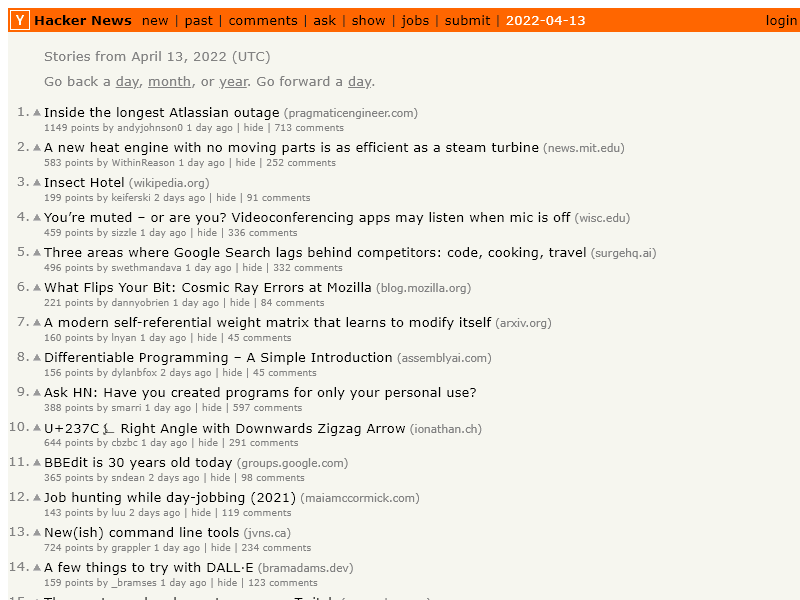 Y Hacker News new | past | comments | ask | show | jobs | submit | 2022-04-13 login
Stories from April 13, 2022 (UTC)
Go back a day, month, or year. Go forward a day.
1. Inside the longest Atlassian outage (pragmaticengineer.com)
1149 points by andyjohnson0 1 day ago | hide | 713 comments
2. A new heat engine with no moving parts is as efficient as a steam turbine (news.mit.edu)
583 points by WithinReason 1 day ago | hide | 252 comments
3. Insect Hotel (wikipedia.org)
199 points by keiferski 2 days ago | hide | 91 comments
4. You’re muted – or are you? Videoconferencing apps may listen when mic is off (wisc.edu)
459 points by sizzle 1 day ago | hide | 336 comments
5. Three areas where Google Search lags behind competitors: code, cooking, travel (surgehq.ai)
496 points by swethmandava 1 day ago | hide | 332 comments
6. What Flips Your Bit: Cosmic Ray Errors at Mozilla (blog.mozilla.org)
221 points by dannyobrien 1 day ago | hide | 84 comments
7. A modern self-referential weight matrix that learns to modify itself (arxiv.org)
160 points by lnyan 1 day ago | hide | 45 comments
8. Differentiable Programming – A Simple Introduction (assemblyai.com)
156 points by dylanbfox 2 days ago | hide | 45 comments
9. Ask HN: Have you created programs for only your personal use?
388 points by smarri 1 day ago | hide | 597 comments
10. U+237C ⍼ Right Angle with Downwards Zigzag Arrow (ionathan.ch)
644 points by cbzbc 1 day ago | hide | 291 comments
11. BBEdit is 30 years old today (groups.google.com)
365 points by sndean 2 days ago | hide | 98 comments
12. Job hunting while day-jobbing (2021) (maiamccormick.com)
143 points by luu 2 days ago | hide | 119 comments
13. New(ish) command line tools (jvns.ca)
724 points by grappler 1 day ago | hide | 234 comments
14. A few things to try with DALL·E (bramadams.dev)
159 points by _bramses 1 day ago | hide | 123 comments